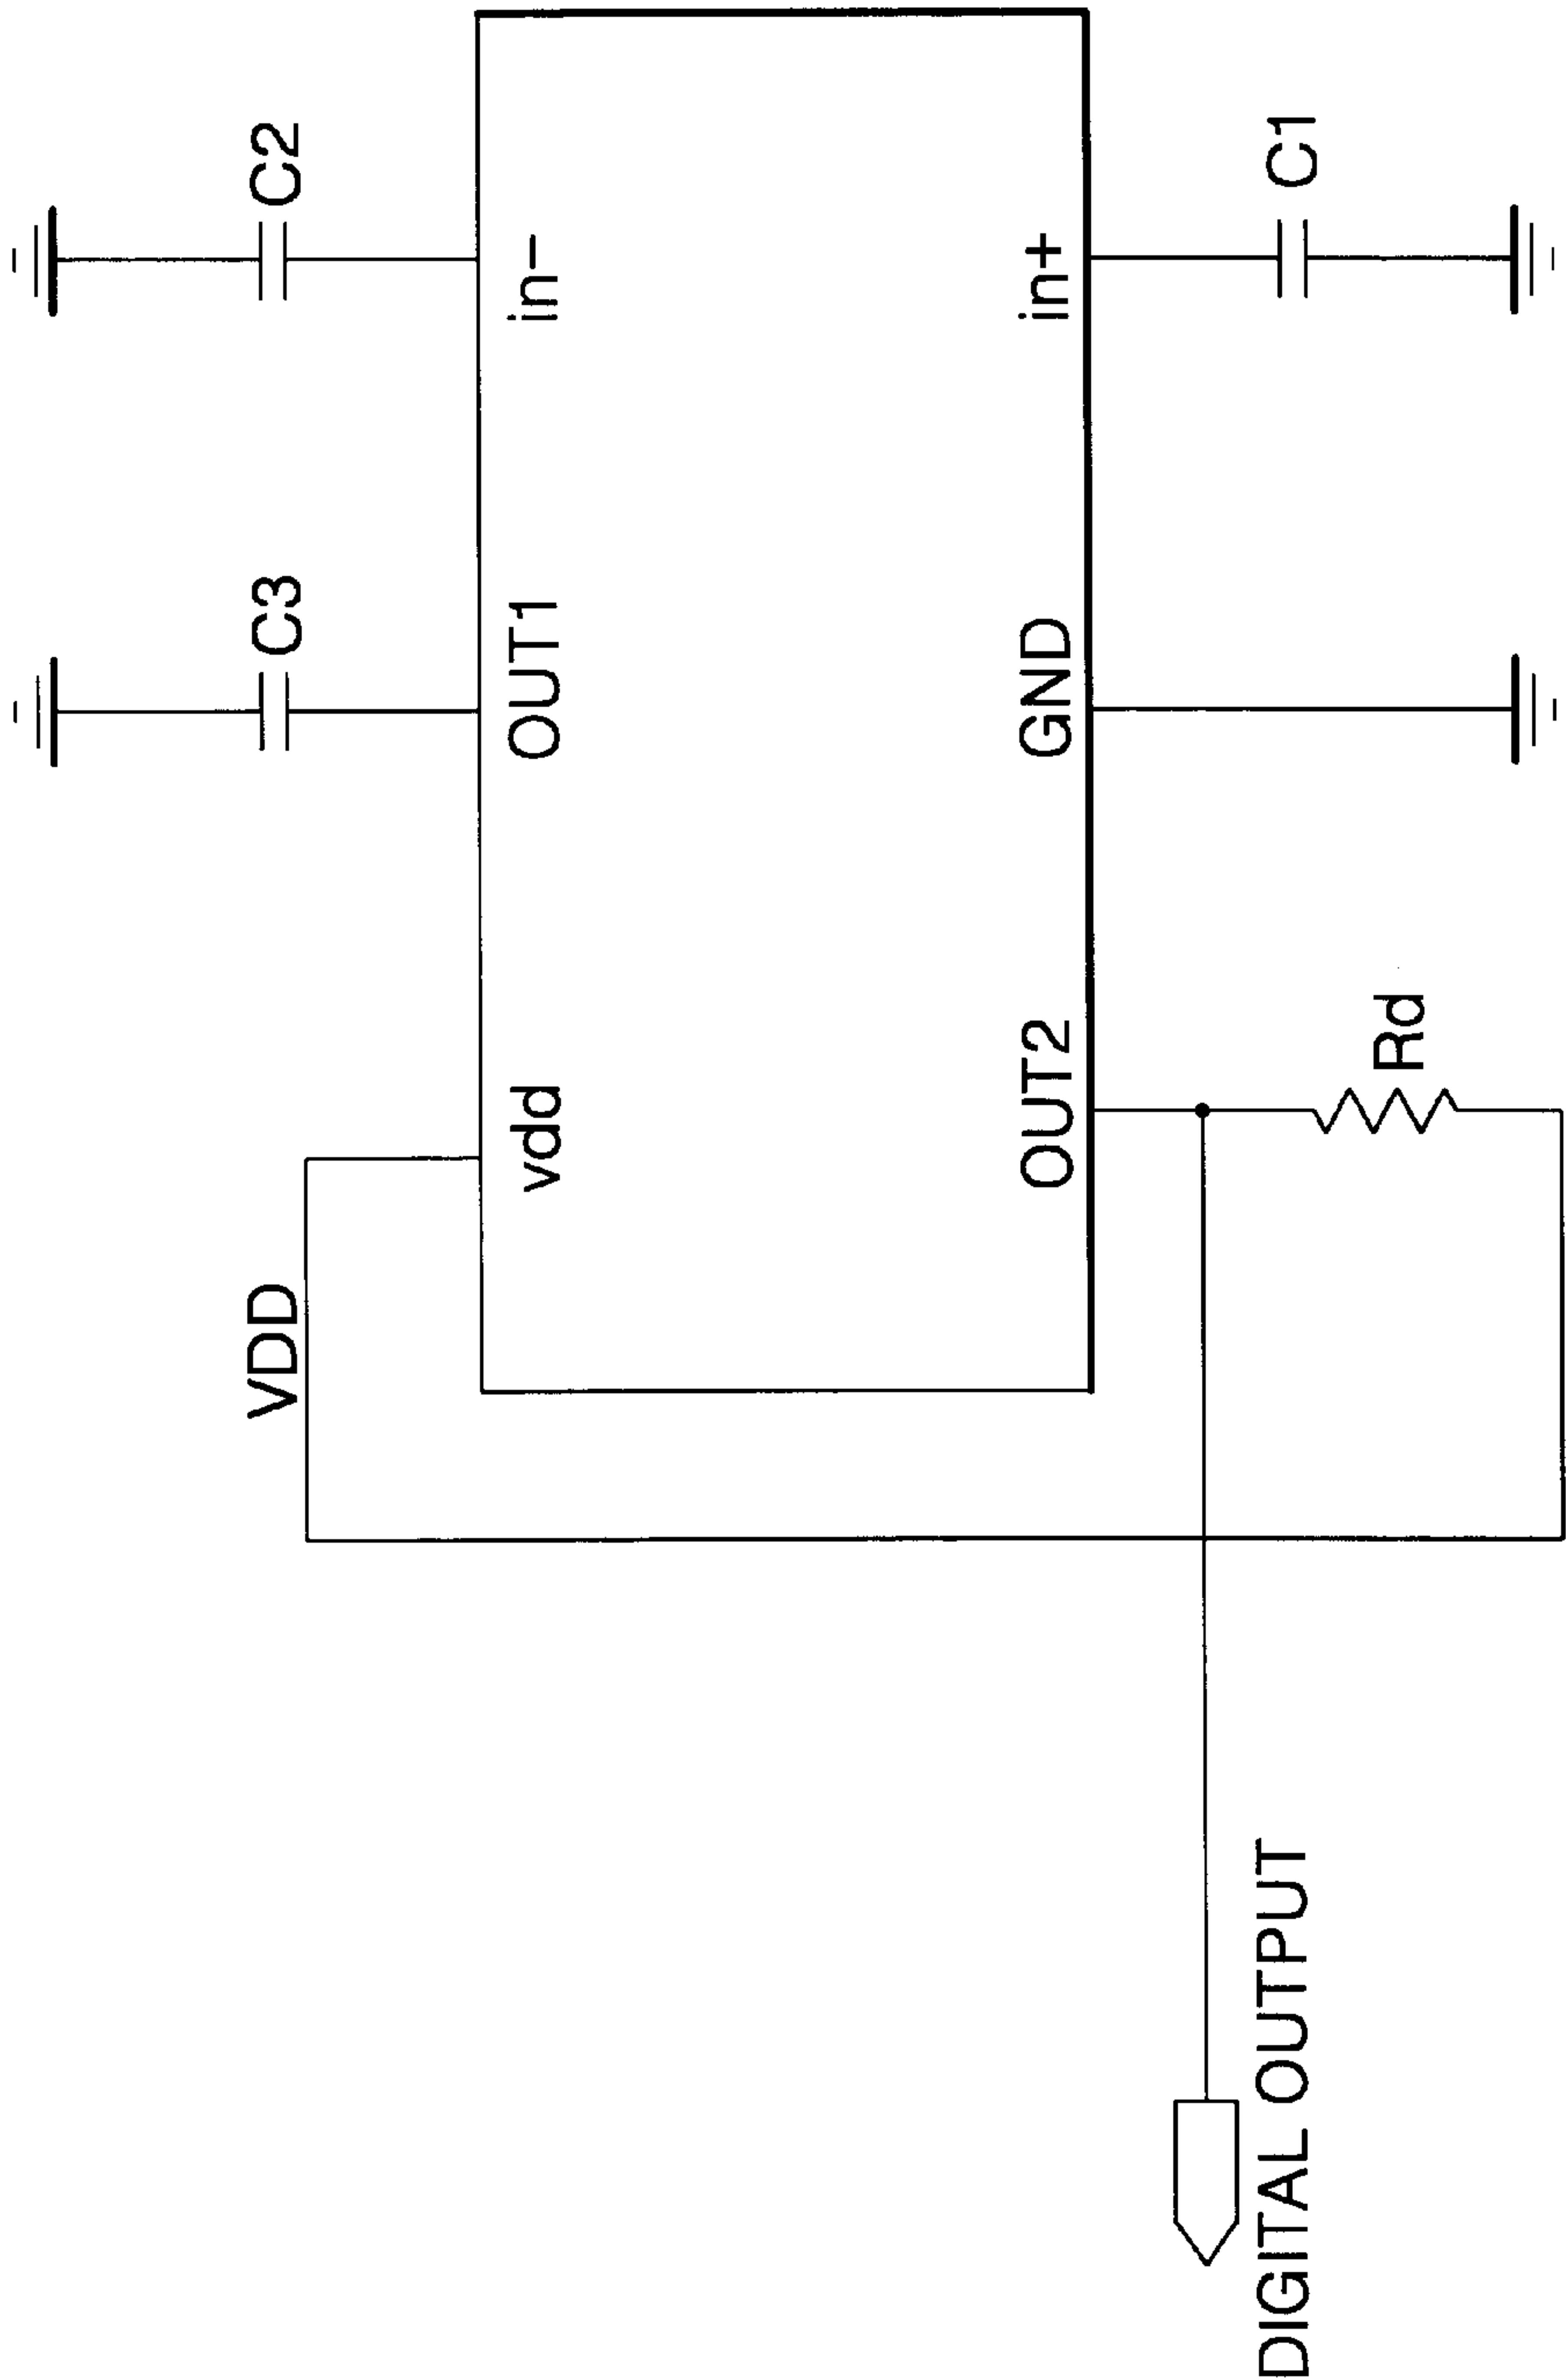 VDD
C3
C2
vdd
OUT1
in−
OUT2
GND
in+
DIGITAL OUTPUT
C1
Rd